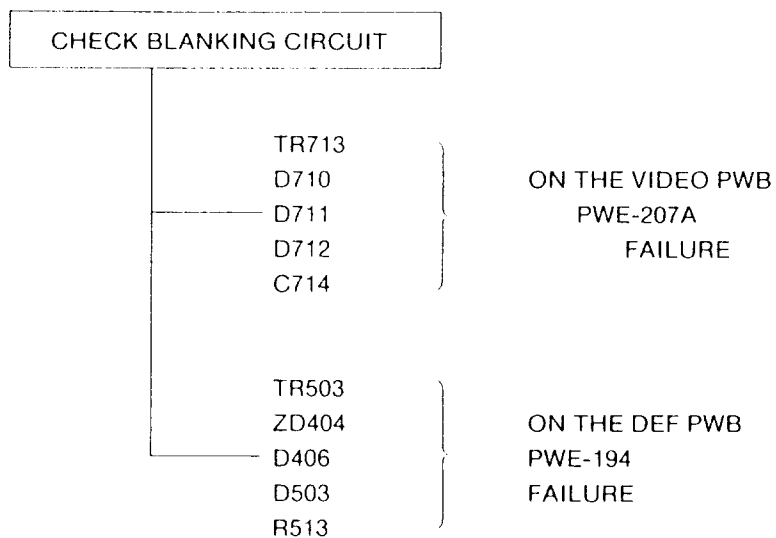 CHECK BLANKING CIRCUIT
TR713
D710
D711
D712
C714
ON THE VIDEO PWB
PWE-207A
FAILURE
TR503
ZD404
D406
D503
R513
ON THE DEF PWB
PWE-194
FAILURE